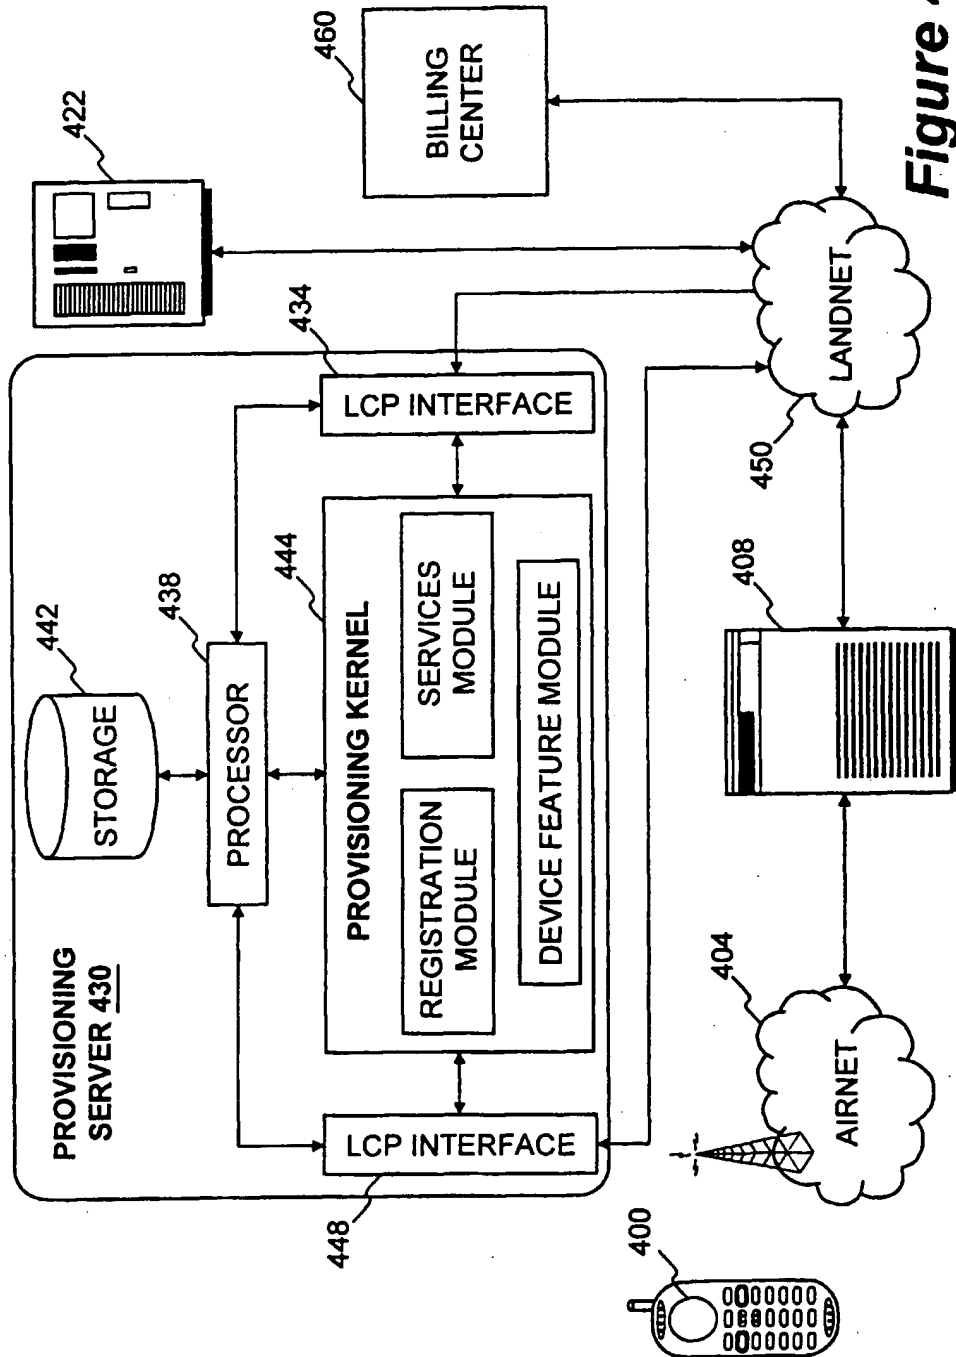 PROVISIONING
SERVER 430
442
STORAGE
438
PROCESSOR
444
PROVISIONING KERNEL
REGISTRATION
MODULE
SERVICES
MODULE
DEVICE FEATURE MODULE
448
LCP INTERFACE
434
LCP INTERFACE
422
460
BILLING
CENTER
400
404
AIRNET
408
450
LANDNET
Figure